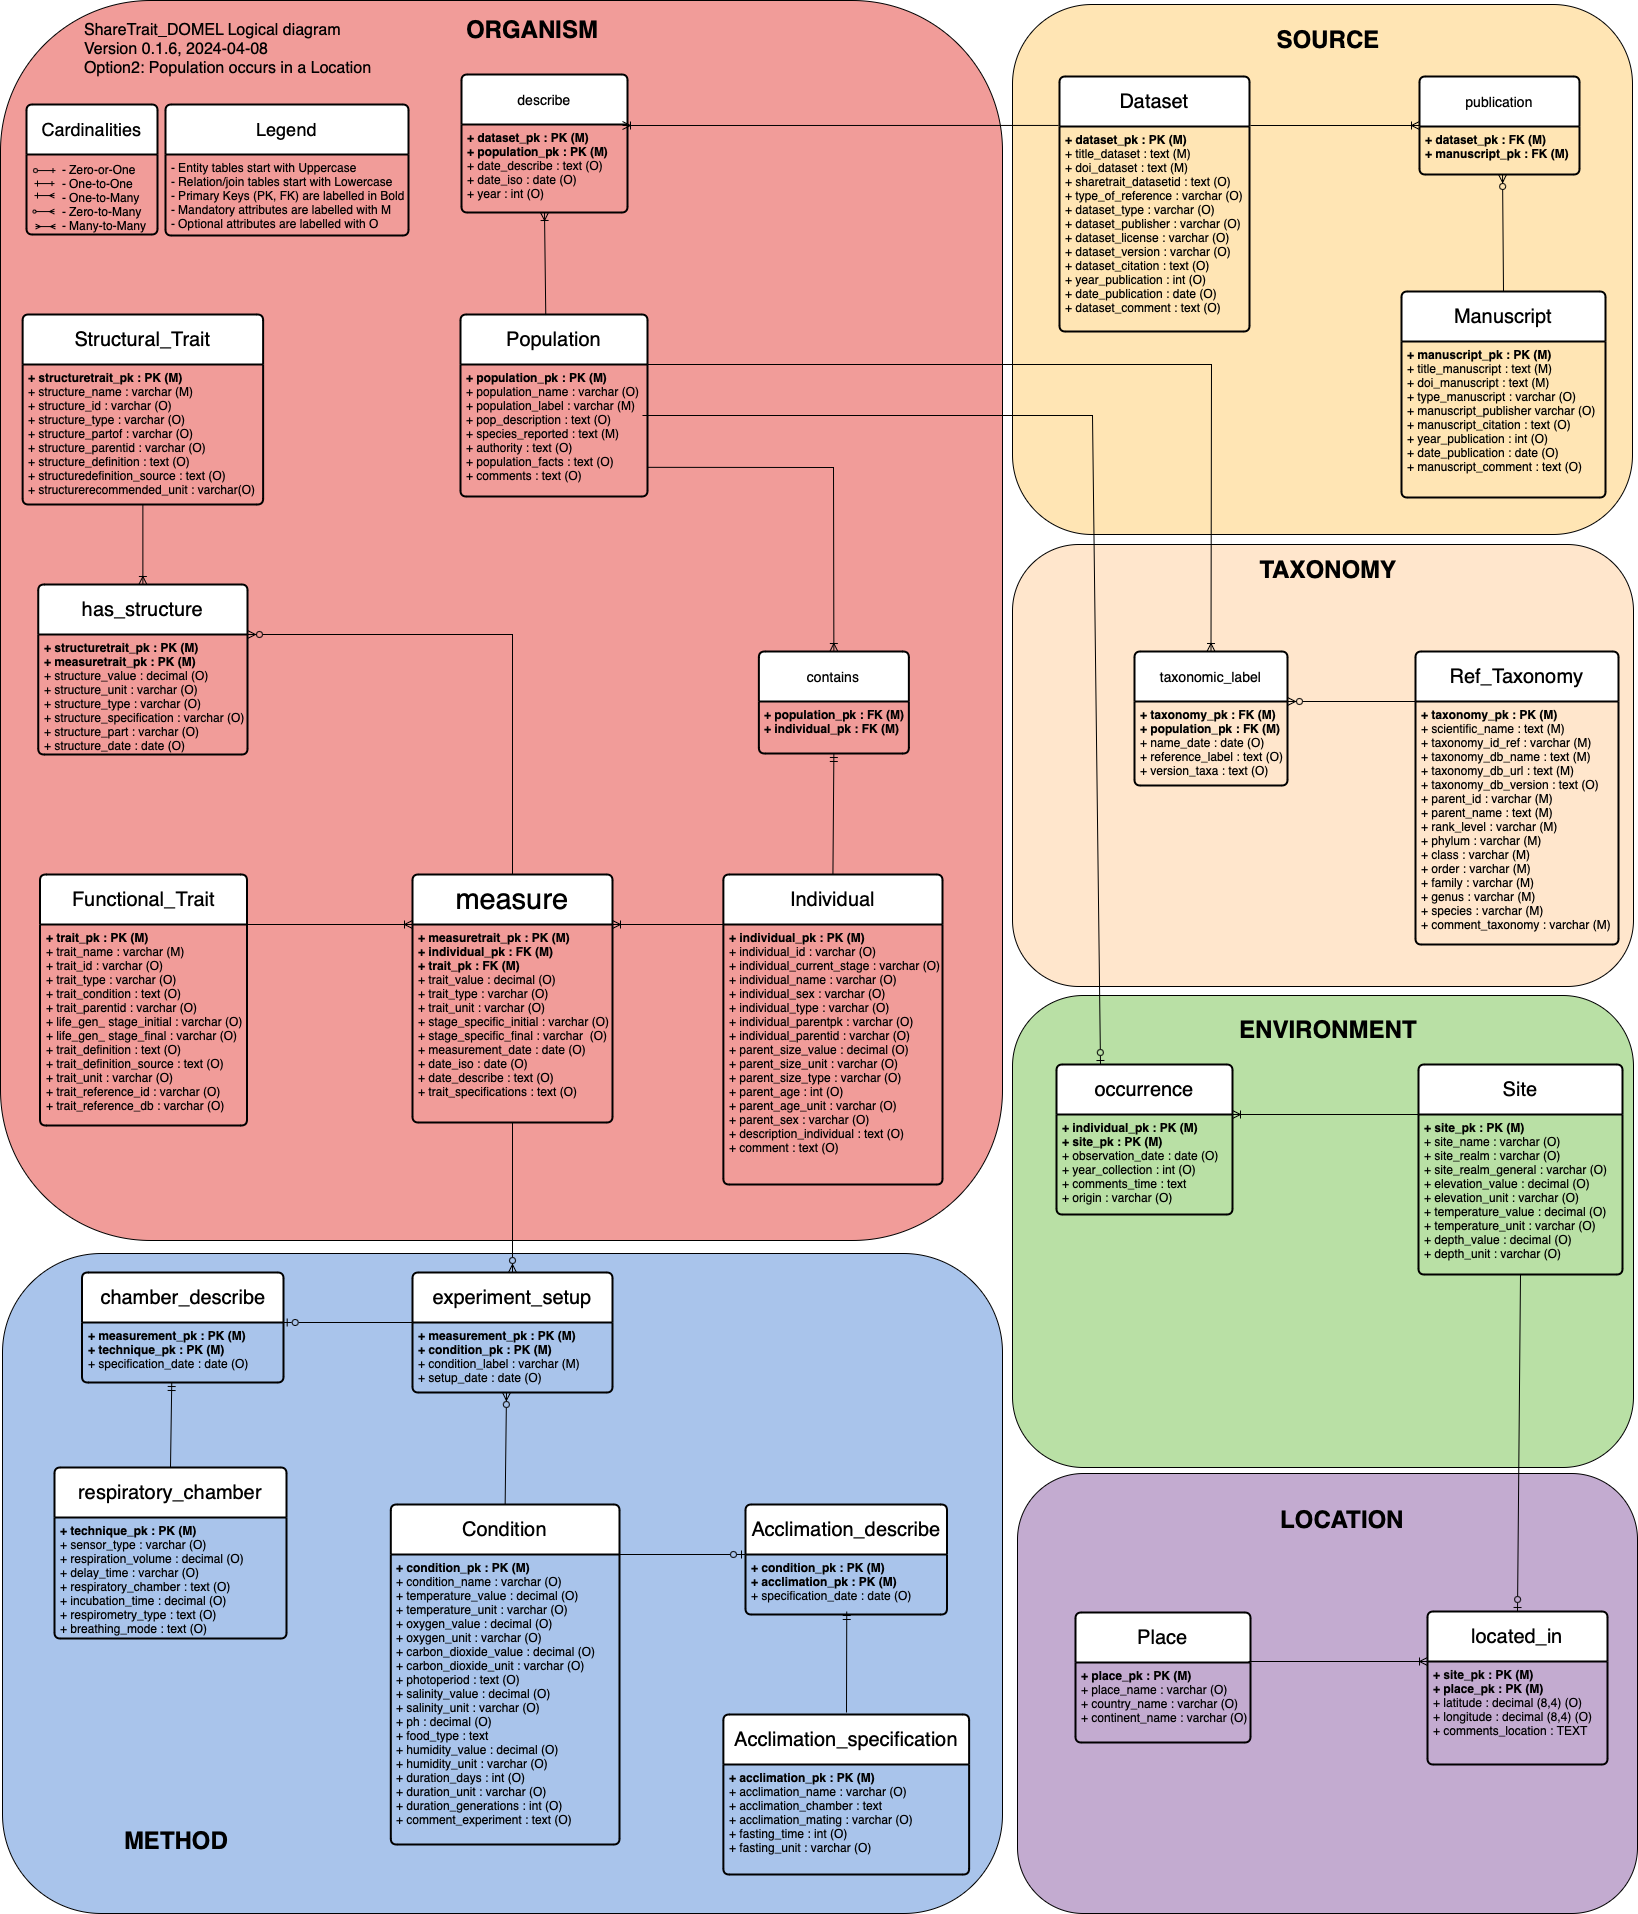 ShareTrait_DOMEL Logical diagram
Version 0.1.6, 2024-04-08
Option2: Population occurs in a Location
ORGANISM
Cardinalities
- Zero-or-One
- One-to-One
- One-to-Many
- Zero-to-Many
- Many-to-Many
Legend
- Entity tables start with Uppercase
- Relation/join tables start with Lowercase
- Primary Keys (PK, FK) are labelled in Bold
- Mandatory attributes are labelled with M
- Optional attributes are labelled with O
describe
+ dataset_pk : PK (M)
+ population_pk : PK (M)
+ date_describe : text (O)
+ date_iso : date (O)
+ year : int (O)
Structural_Trait
+ structuretrait_pk : PK (M)
+ structure_name : varchar (M)
+ structure_id : varchar (O)
+ structure_type : varchar (O)
+ structure_partof : varchar (O)
+ structure_parentid : varchar (O)
+ structure_definition : text (O)
+ structuredefinition_source : text (O)
+ structurerecommended_unit : varchar(O)
Population
+ population_pk : PK (M)
+ population_name : varchar (O)
+ population_label : varchar (M)
+ pop_description : text (O)
+ species_reported : text (M)
+ authority : text (O)
+ population_facts : text (O)
+ comments : text (O)
has_structure
+ structuretrait_pk : PK (M)
+ measuretrait_pk : PK (M)
+ structure_value : decimal (O)
+ structure_unit : varchar (O)
+ structure_type : varchar (O)
+ structure_specification : varchar (O)
+ structure_part : varchar (O)
+ structure_date : date (O)
contains
+ population_pk : FK (M)
+ individual_pk : FK (M)
Functional_Trait
+ trait_pk : PK (M)
+ trait_name : varchar (M)
+ trait_id : varchar (O)
+ trait_type : varchar (O)
+ trait_condition : text (O)
+ trait_parentid : varchar (O)
+ life_gen_ stage_initial : varchar (O)
+ life_gen_ stage_final : varchar (O)
+ trait_definition : text (O)
+ trait_definition_source : text (O)
+ trait_unit : varchar (O)
+ trait_reference_id : varchar (O)
+ trait_reference_db : varchar (O)
measure
+ measuretrait_pk : PK (M)
+ individual_pk : FK (M)
+ trait_pk : FK (M)
+ trait_value : decimal (O)
+ trait_type : varchar (O)
+ trait_unit : varchar (O)
+ stage_specific_initial : varchar (O)
+ stage_specific_final : varchar  (O)
+ measurement_date : date (O)
+ date_iso : date (O)
+ date_describe : text (O)
+ trait_specifications : text (O)
Individual
+ individual_pk : PK (M)
+ individual_id : varchar (O)
+ individual_current_stage : varchar (O)
+ individual_name : varchar (O)
+ individual_sex : varchar (O)
+ individual_type : varchar (O)
+ individual_parentpk : varchar (O)
+ individual_parentid : varchar (O)
+ parent_size_value : decimal (O)
+ parent_size_unit : varchar (O)
+ parent_size_type : varchar (O)
+ parent_age : int (O)
+ parent_age_unit : varchar (O)
+ parent_sex : varchar (O)
+ description_individual : text (O)
+ comment : text (O)
SOURCE
Dataset
+ dataset_pk : PK (M)
+ title_dataset : text (M)
+ doi_dataset : text (M)
+ sharetrait_datasetid : text (O)
+ type_of_reference : varchar (O)
+ dataset_type : varchar (O)
+ dataset_publisher : varchar (O)
+ dataset_license : varchar (O)
+ dataset_version : varchar (O)
+ dataset_citation : text (O)
+ year_publication : int (O)
+ date_publication : date (O)
+ dataset_comment : text (O)
publication
+ dataset_pk : FK (M)
+ manuscript_pk : FK (M)
Manuscript
+ manuscript_pk : PK (M)
+ title_manuscript : text (M)
+ doi_manuscript : text (M)
+ type_manuscript : varchar (O)
+ manuscript_publisher varchar (O)
+ manuscript_citation : text (O)
+ year_publication : int (O)
+ date_publication : date (O)
+ manuscript_comment : text (O)
TAXONOMY
taxonomic_label
+ taxonomy_pk : FK (M)
+ population_pk : FK (M)
+ name_date : date (O)
+ reference_label : text (O)
+ version_taxa : text (O)
Ref_Taxonomy
+ taxonomy_pk : PK (M)
+ scientific_name : text (M)
+ taxonomy_id_ref : varchar (M)
+ taxonomy_db_name : text (M)
+ taxonomy_db_url : text (M)
+ taxonomy_db_version : text (O)
+ parent_id : varchar (M)
+ parent_name : text (M)
+ rank_level : varchar (M)
+ phylum : varchar (M)
+ class : varchar (M)
+ order : varchar (M)
+ family : varchar (M)
+ genus : varchar (M)
+ species : varchar (M)
+ comment_taxonomy : varchar (M)
ENVIRONMENT
occurrence
+ individual_pk : PK (M)
+ site_pk : PK (M)
+ observation_date : date (O)
+ year_collection : int (O)
+ comments_time : text
+ origin : varchar (O)
Site
+ site_pk : PK (M)
+ site_name : varchar (O)
+ site_realm : varchar (O)
+ site_realm_general : varchar (O)
+ elevation_value : decimal (O)
+ elevation_unit : varchar (O)
+ temperature_value : decimal (O)
+ temperature_unit : varchar (O)
+ depth_value : decimal (O)
+ depth_unit : varchar (O)
chamber_describe
+ measurement_pk : PK (M)
+ technique_pk : PK (M)
+ specification_date : date (O)
experiment_setup
+ measurement_pk : PK (M)
+ condition_pk : PK (M)
+ condition_label : varchar (M)
+ setup_date : date (O)
respiratory_chamber
+ technique_pk : PK (M)
+ sensor_type : varchar (O)
+ respiration_volume : decimal (O)
+ delay_time : varchar (O)
+ respiratory_chamber : text (O)
+ incubation_time : decimal (O)
+ respirometry_type : text (O)
+ breathing_mode : text (O)
Condition
+ condition_pk : PK (M)
+ condition_name : varchar (O)
+ temperature_value : decimal (O)
+ temperature_unit : varchar (O)
+ oxygen_value : decimal (O)
+ oxygen_unit : varchar (O)
+ carbon_dioxide_value : decimal (O)
+ carbon_dioxide_unit : varchar (O)
+ photoperiod : text (O)
+ salinity_value : decimal (O)
+ salinity_unit : varchar (O)
+ ph : decimal (O)
+ food_type : text
+ humidity_value : decimal (O)
+ humidity_unit : varchar (O)
+ duration_days : int (O)
+ duration_unit : varchar (O)
+ duration_generations : int (O)
+ comment_experiment : text (O)
Acclimation_describe
+ condition_pk : PK (M)
+ acclimation_pk : PK (M)
+ specification_date : date (O)
Acclimation_specification
+ acclimation_pk : PK (M)
+ acclimation_name : varchar (O)
+ acclimation_chamber : text
+ acclimation_mating : varchar (O)
+ fasting_time : int (O)
+ fasting_unit : varchar (O)
METHOD
LOCATION
Place
+ place_pk : PK (M)
+ place_name : varchar (O)
+ country_name : varchar (O)
+ continent_name : varchar (O)
located_in
+ site_pk : PK (M)
+ place_pk : PK (M)
+ latitude : decimal (8,4) (O)
+ longitude : decimal (8,4) (O)
+ comments_location : TEXT